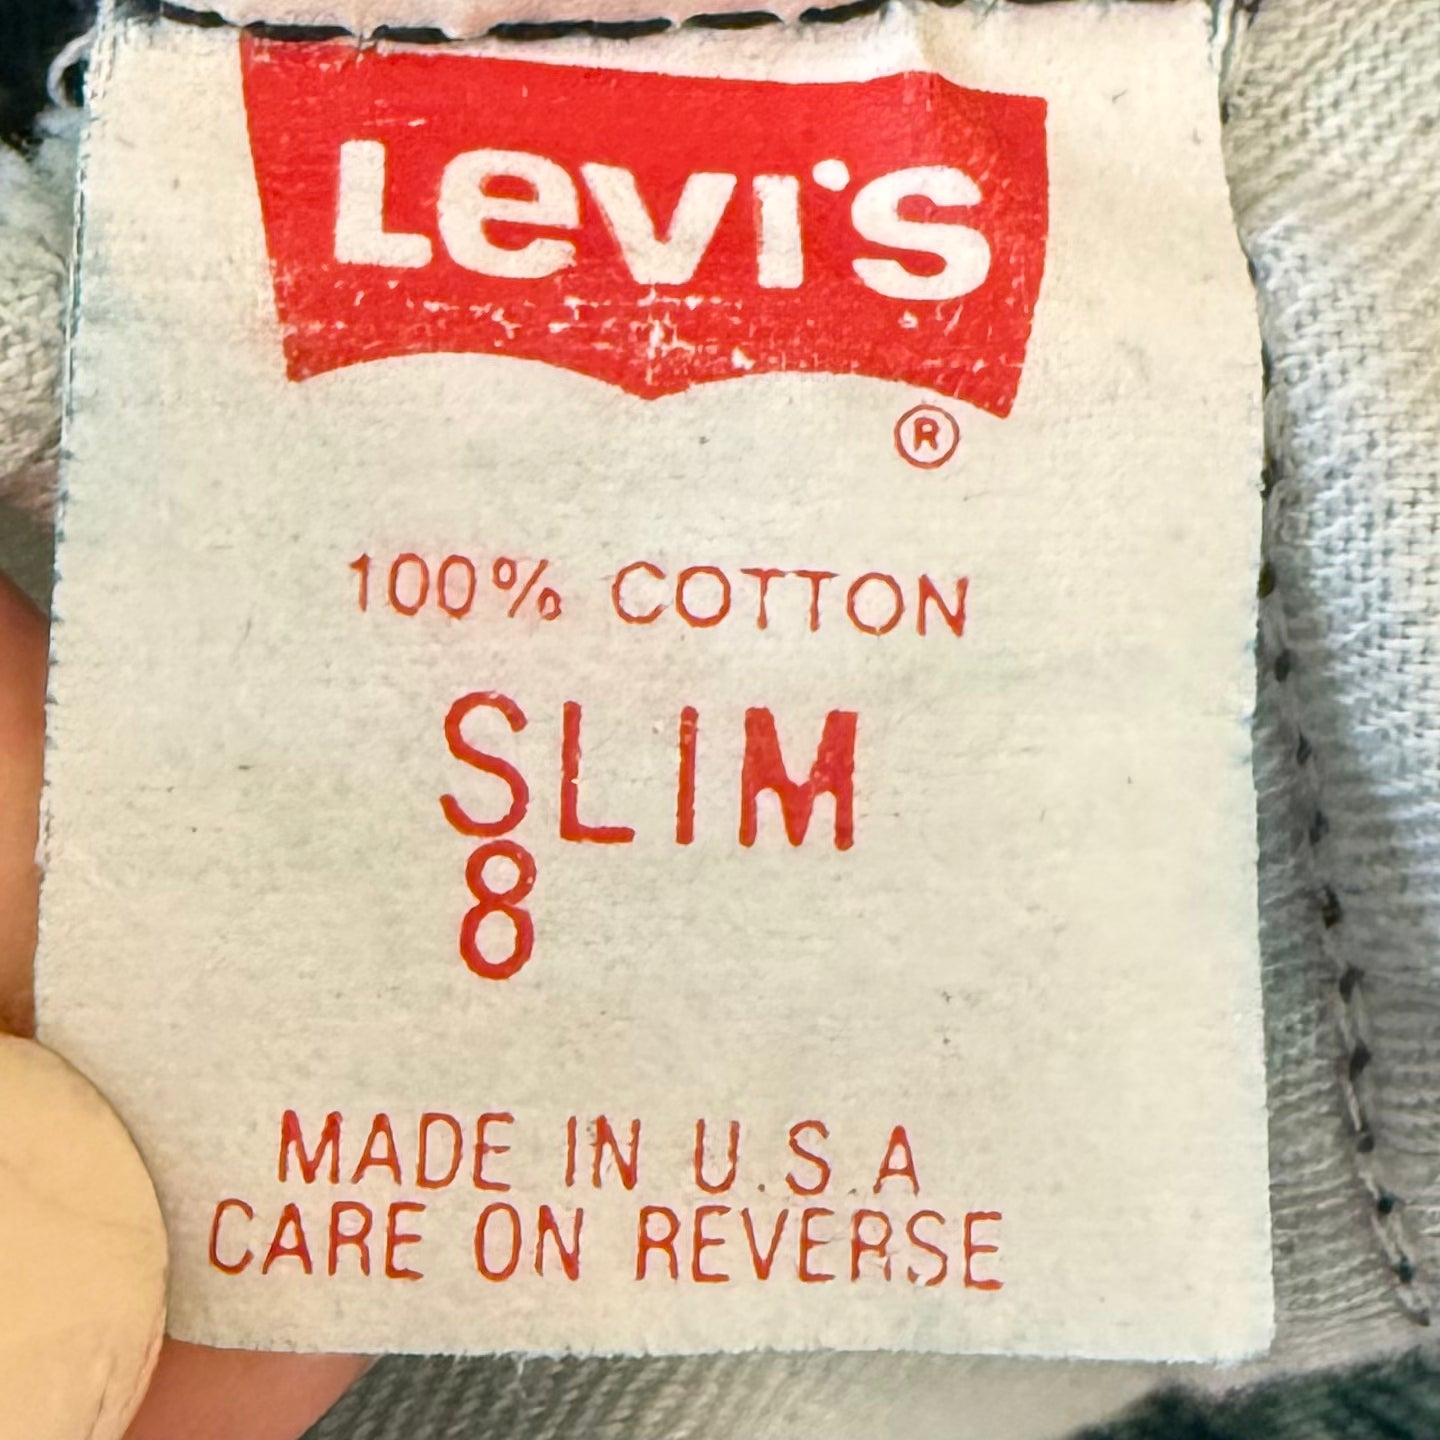 Levi's
®
100% COTTON
SLIM
8
MADE IN U.S.A
CARE ON REVERSE